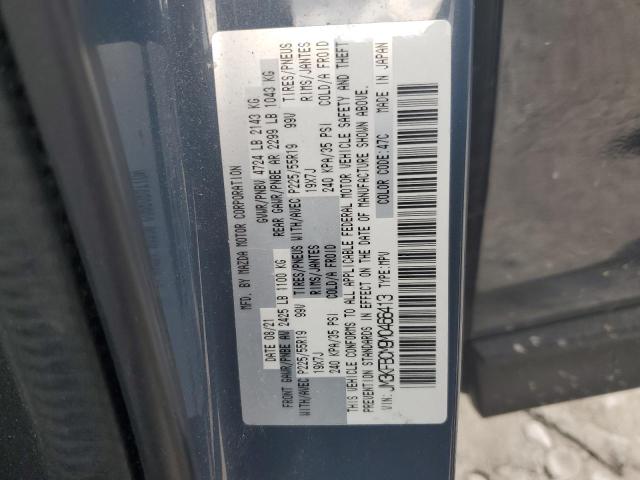 MFD BY MAZDA MOTOR CORPORATION
DATE 08/21 GVWR/PNBV 4724 LB 2143 KG
FRONT GAWR/PNBE AV 2425 LB 1100 KG REAR GAWR/PNBE AR 2299 LB 1043 KG
WITH/AVEC P225/55R19 99V TIRES/PNEUS WITH/AVEC P225/55R19 99V TIRES/PNEUS
19X7J RIMS/JANTES 19X7J RIMS/JANTES
240 KPA/35 PSI COLD/A FROID 240 KPA/35 PSI COLD/A FROID
THIS VEHICLE CONFORMS TO ALL APPLICABLE FEDERAL MOTOR VEHICLE SAFETY AND THEFT
PREVENTION STANDARDS IN EFFECT ON THE DATE OF MANUFACTURE SHOWN ABOVE.
VIN: JM3KFBCM9N0456413 TYPE:MPV COLOR CODE:47C MADE IN JAPAN